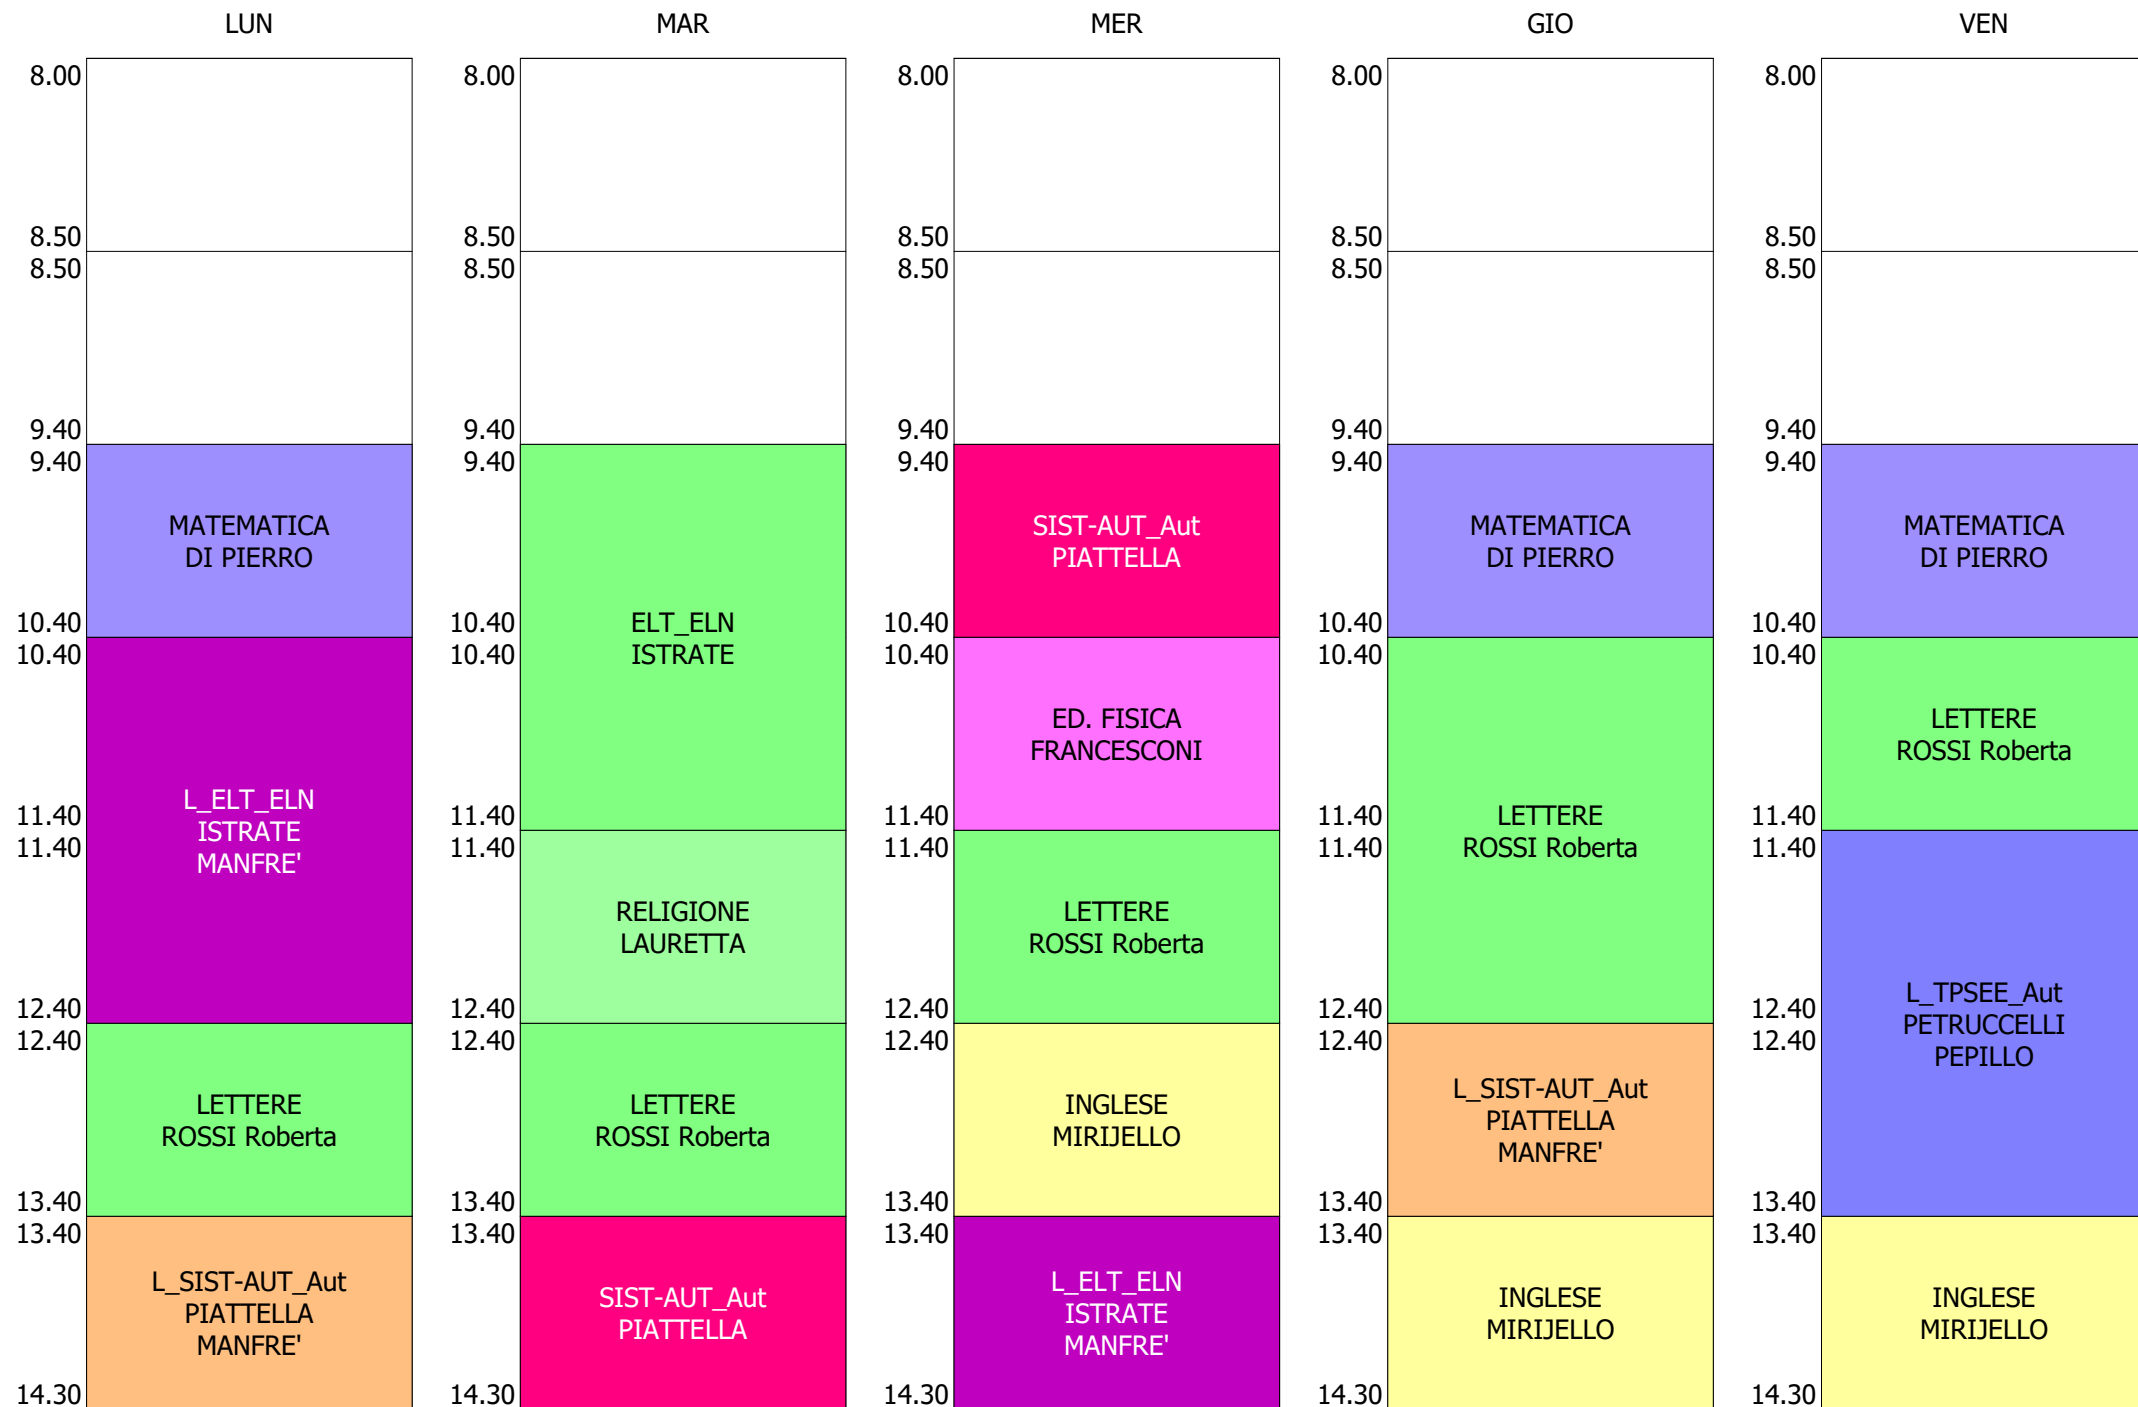 LUN
8.00
8.50
8.50
9.40
9.40
MATEMATICA
DI PIERRO
10.40
10.40
L_ELT_ELN
ISTRATE
MANFRE'
11.40
11.40
12.40
12.40
LETTERE
ROSSI Roberta
13.40
13.40
L_SIST-AUT_Aut
PIATTELLA
MANFRE'
14.30
MAR
8.00
8.50
8.50
9.40
9.40
ELT_ELN
ISTRATE
10.40
10.40
11.40
11.40
RELIGIONE
LAURETTA
12.40
12.40
LETTERE
ROSSI Roberta
13.40
13.40
SIST-AUT_Aut
PIATTELLA
14.30
MER
8.00
8.50
8.50
9.40
9.40
SIST-AUT_Aut
PIATTELLA
10.40
10.40
ED. FISICA
FRANCESCONI
11.40
11.40
LETTERE
ROSSI Roberta
12.40
12.40
INGLESE
MIRIJELLO
13.40
13.40
L_ELT_ELN
ISTRATE
MANFRE'
14.30
GIO
8.00
8.50
8.50
9.40
9.40
MATEMATICA
DI PIERRO
10.40
10.40
LETTERE
ROSSI Roberta
11.40
11.40
12.40
12.40
L_SIST-AUT_Aut
PIATTELLA
MANFRE'
13.40
13.40
INGLESE
MIRIJELLO
14.30
VEN
8.00
8.50
8.50
9.40
9.40
MATEMATICA
DI PIERRO
10.40
10.40
LETTERE
ROSSI Roberta
11.40
11.40
L_TPSEE_Aut
PETRUCCELLI
PEPILLO
12.40
12.40
13.40
13.40
INGLESE
MIRIJELLO
14.30